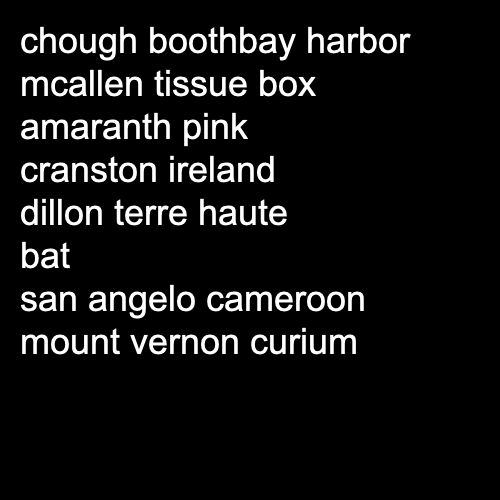 chough boothbay harbor
mcallen tissue box
amaranth pink
cranston ireland
dillon terre haute
bat
san angelo cameroon
mount vernon curium